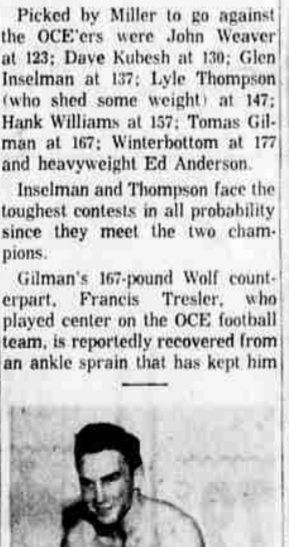 Picked by Miller to go against
the OCE'ers were John Weaver
at 123; Dave Kubesh at 130; Glen
Inselman at 137; Lyle Thompson
(who shed some weight) at 147;
Hank Williams at 157; Tomas Gil-
man at 167; Winterbottom at 177
and heavyweight Ed Anderson.
Inselman and Thompson face the
toughest contests in all probability
since they meet the two cham-
pions.
Gilman's 167-pound Wolf count-
erpart, Francis Tresler, who
played center on the OCE football
team, is reportedly recovered from
an ankle sprain that has kept him